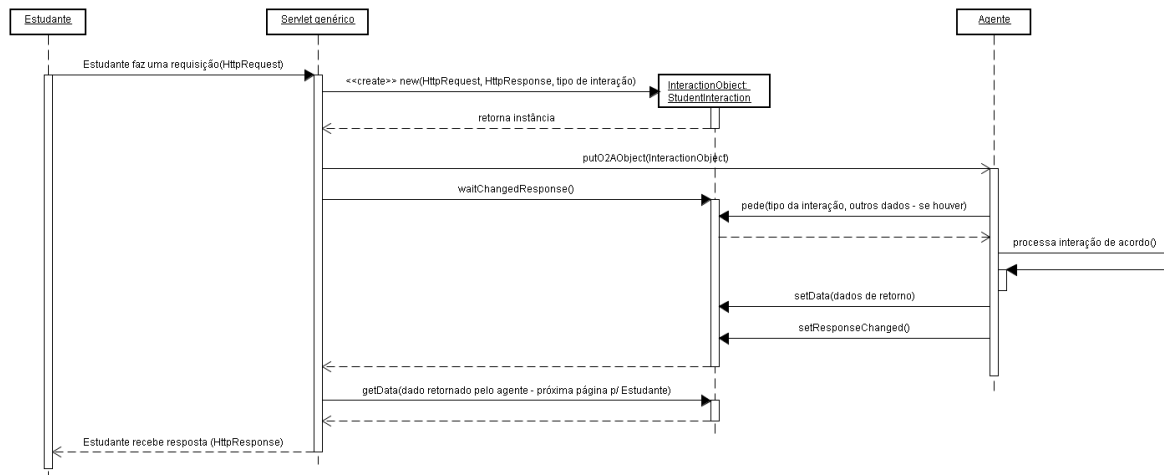 Estudante
Servlet genérico
Agente
Estudante faz uma requisição(HttpRequest)
<<create>> new(HttpRequest, HttpResponse, tipo de interação)
InteractionObject:
StudentInteraction
retorna instância
putO2AObject(InteractionObject)
waitChangedResponse()
pede(tipo da interação, outros dados - se houver)
processa interação de acordo()
setData(dados de retorno)
setResponseChanged()
getData(dado retornado pelo agente - próxima página p/ Estudante)
Estudante recebe resposta (HttpResponse)